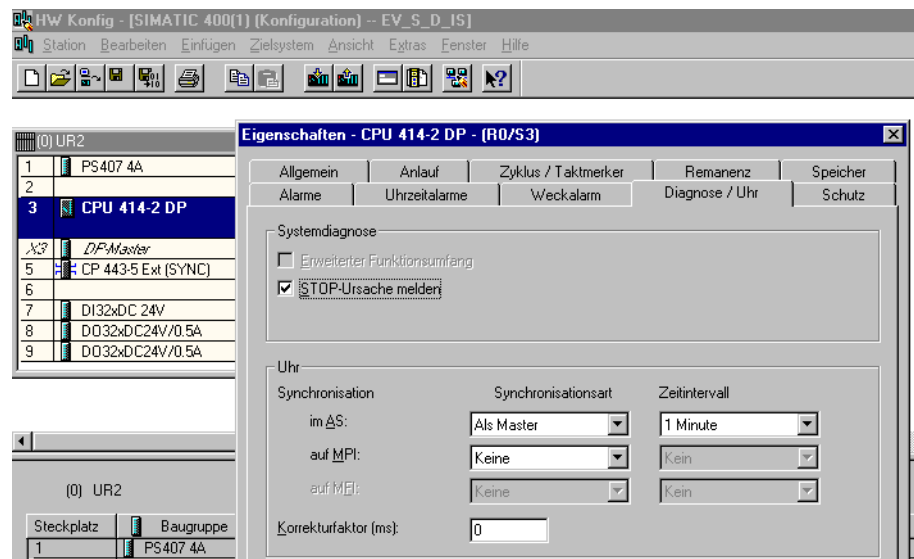 HW Konfig - [SIMATIC 400(1) (Konfiguration) -- EV_S_D_IS]
Station Bearbeiten Einfügen Zielsystem Ansicht Extras Fenster Hilfe
(0) UR2
1 PS407 4A
2
3 CPU 414-2 DP
X3 DP-Master
5 CP 443-5 Ext (SYNC)
6
7 DI32xDC 24V
8 DO32xDC24V/0.5A
9 DO32xDC24V/0.5A
Eigenschaften - CPU 414-2 DP - (R0/S3)
Allgemein Anlauf Zyklus / Taktmerker Remanenz Speicher
Alarme Uhrzeitalarme Weckalarm Diagnose / Uhr Schutz
Systemdiagnose
Erweiterter Funktionsumfang
STOP-Ursache melden
Uhr
Synchronisation Synchronisationsart Zeitintervall
im AS: Als Master 1 Minute
auf MPI: Keine Kein
auf MFI: Keine Kein
Korrekturfaktor (ms): 0
(0) UR2
Steckplatz Baugruppe
1 PS407 4A